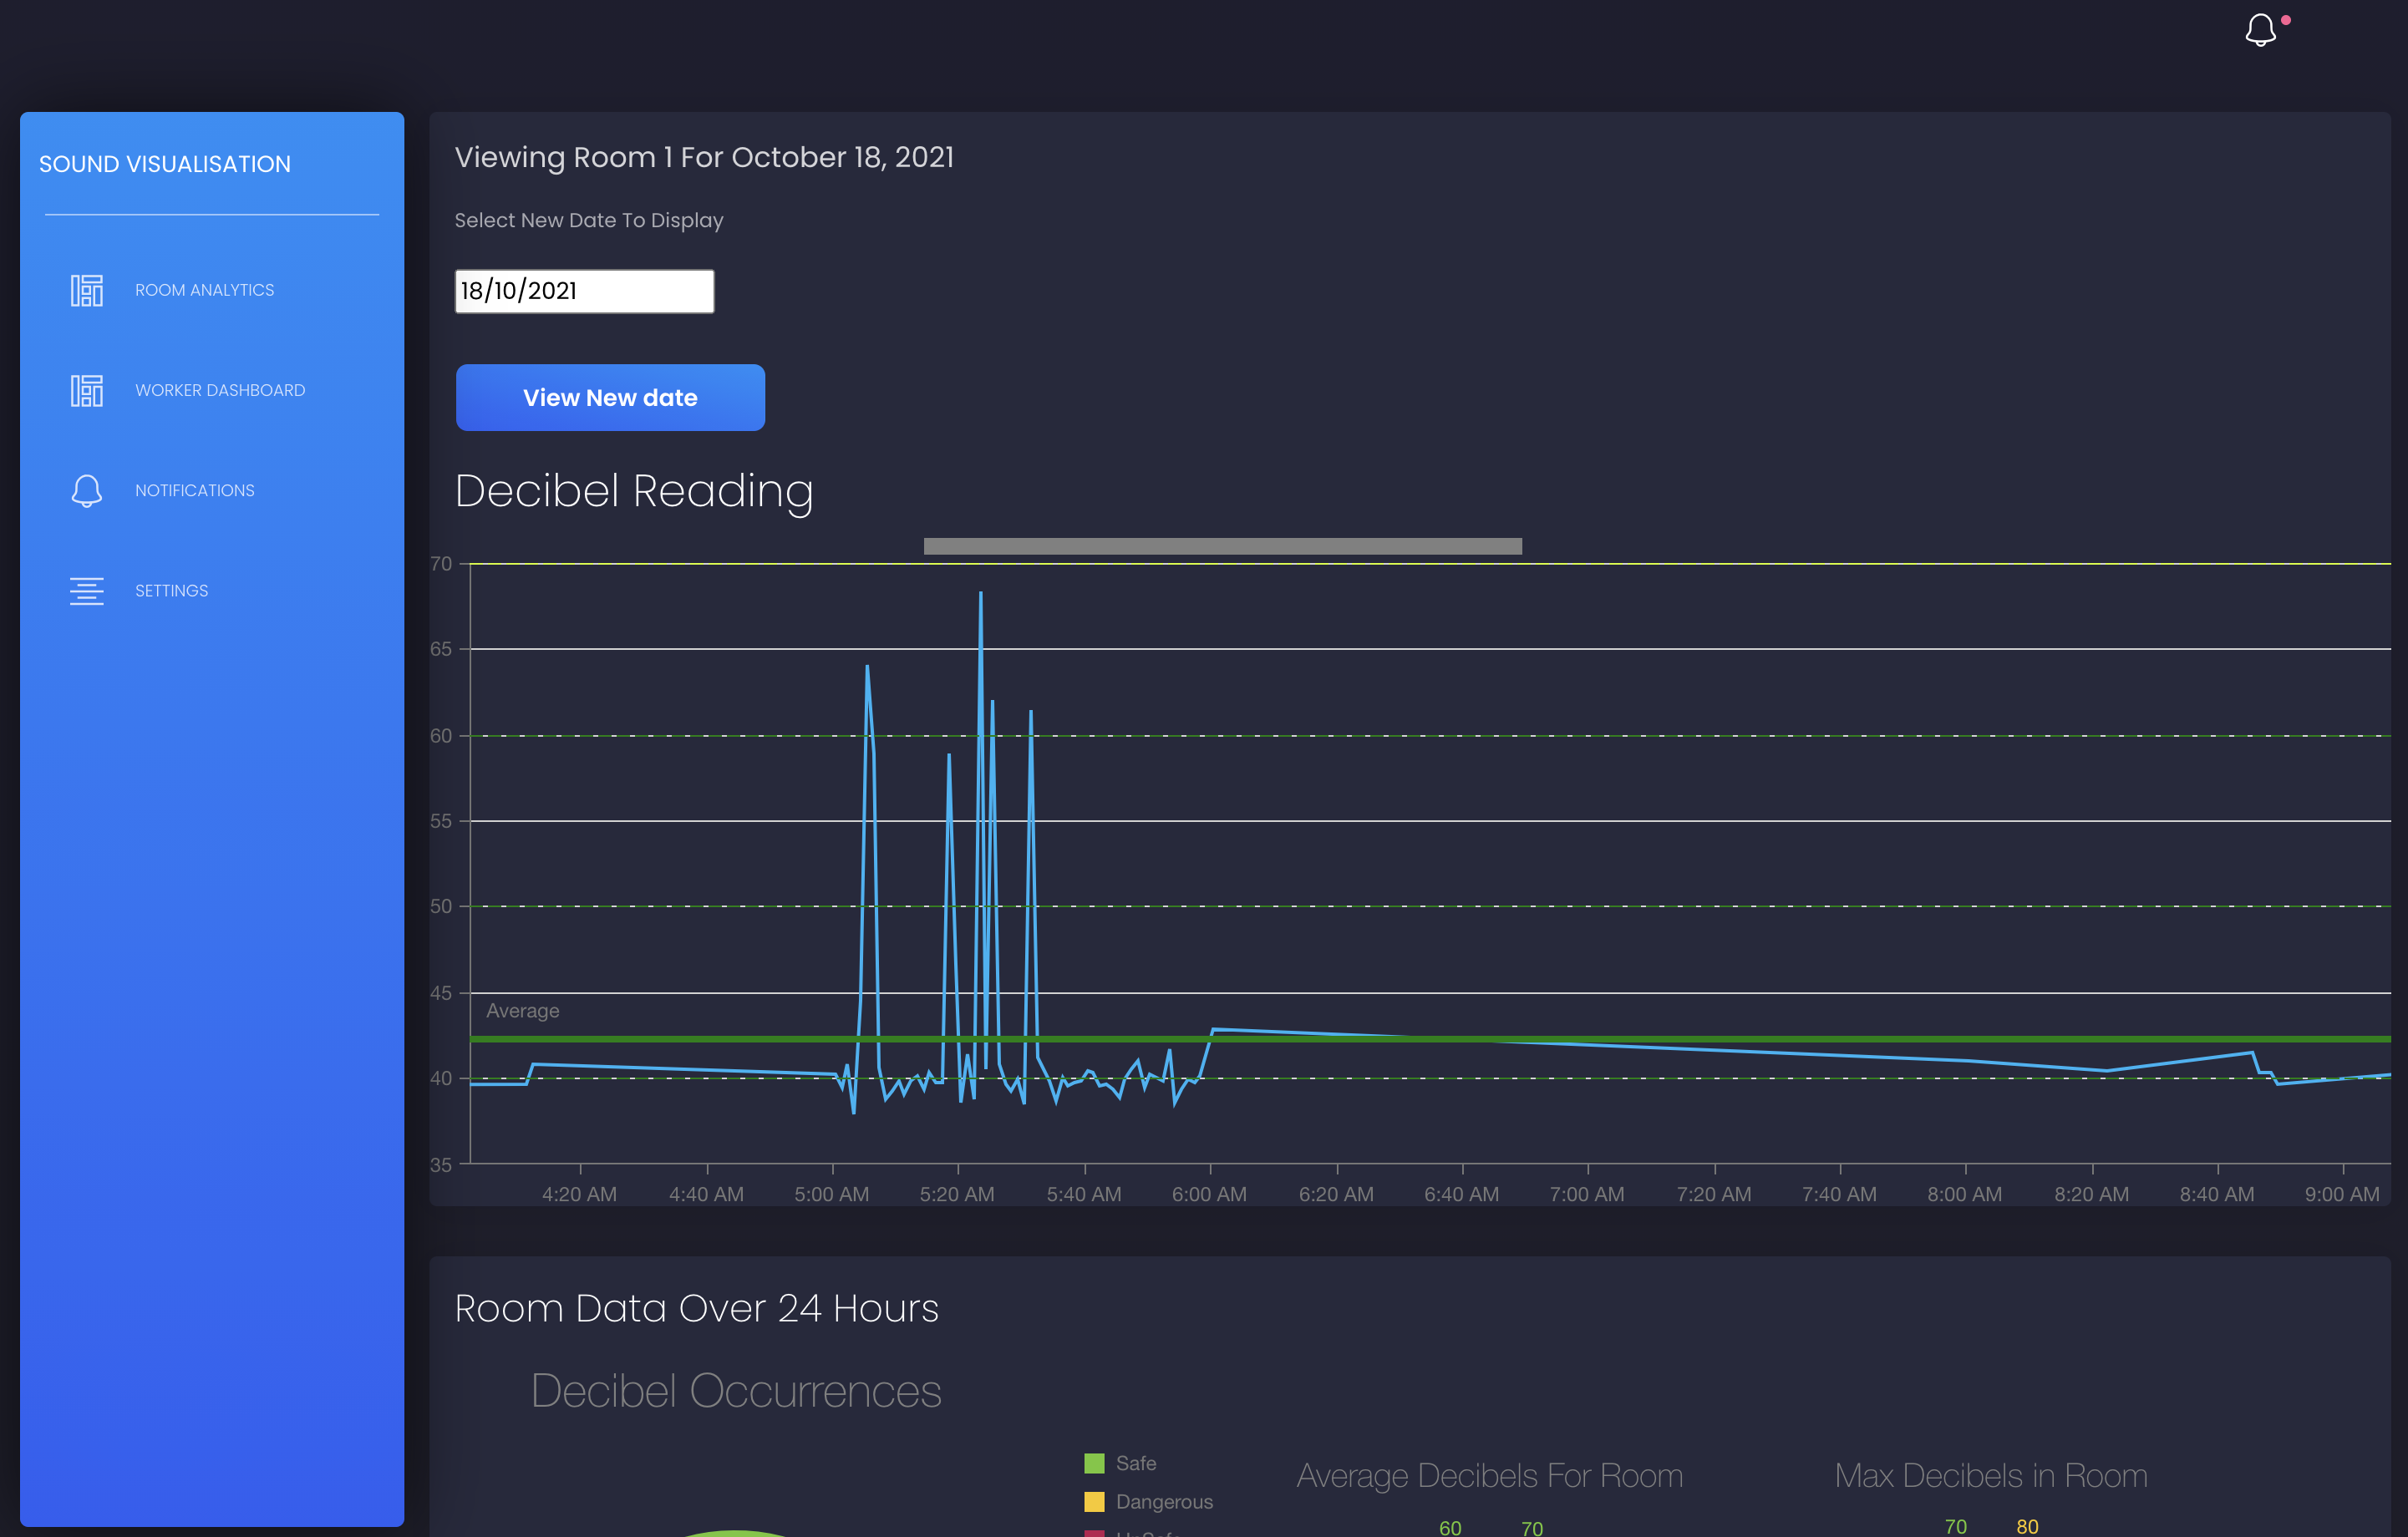 SOUND VISUALISATION
ROOM ANALYTICS
WORKER DASHBOARD
NOTIFICATIONS
SETTINGS
Viewing Room 1 For October 18, 2021
Select New Date To Display
18/10/2021
View New date
Decibel Reading
70
65
60
55
50
45
Average
40
35
4:20 AM 4:40 AM 5:00 AM 5:20 AM 5:40 AM 6:00 AM 6:20 AM 6:40 AM 7:00 AM 7:20 AM 7:40 AM 8:00 AM 8:20 AM 8:40 AM 9:00 AM
Room Data Over 24 Hours
Decibel Occurrences
Safe
Dangerous
Average Decibels For Room
60 70
Max Decibels in Room
70 80